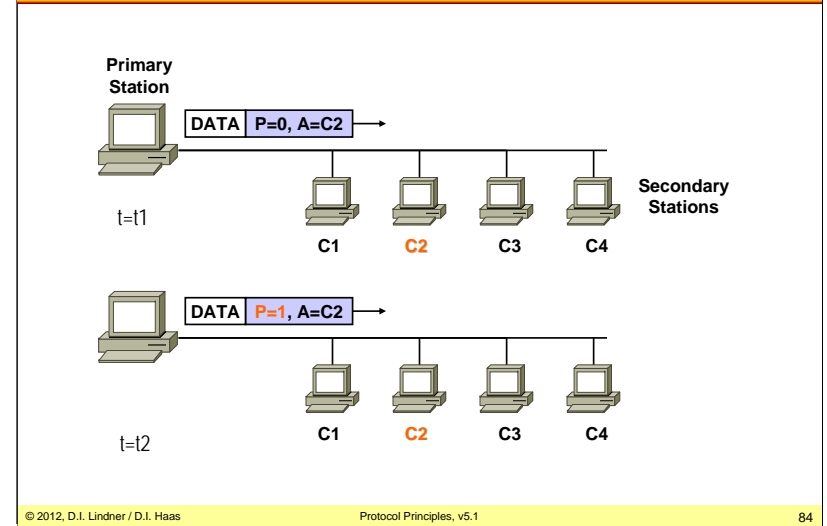 Primary
Station
DATA P=0, A=C2
Secondary
Stations
t=t1
C1 C2 C3 C4
DATA P=1, A=C2
C1 C2 C3 C4
t=t2
© 2012, D.I. Lindner / D.I. Haas Protocol Principles, v5.1 84